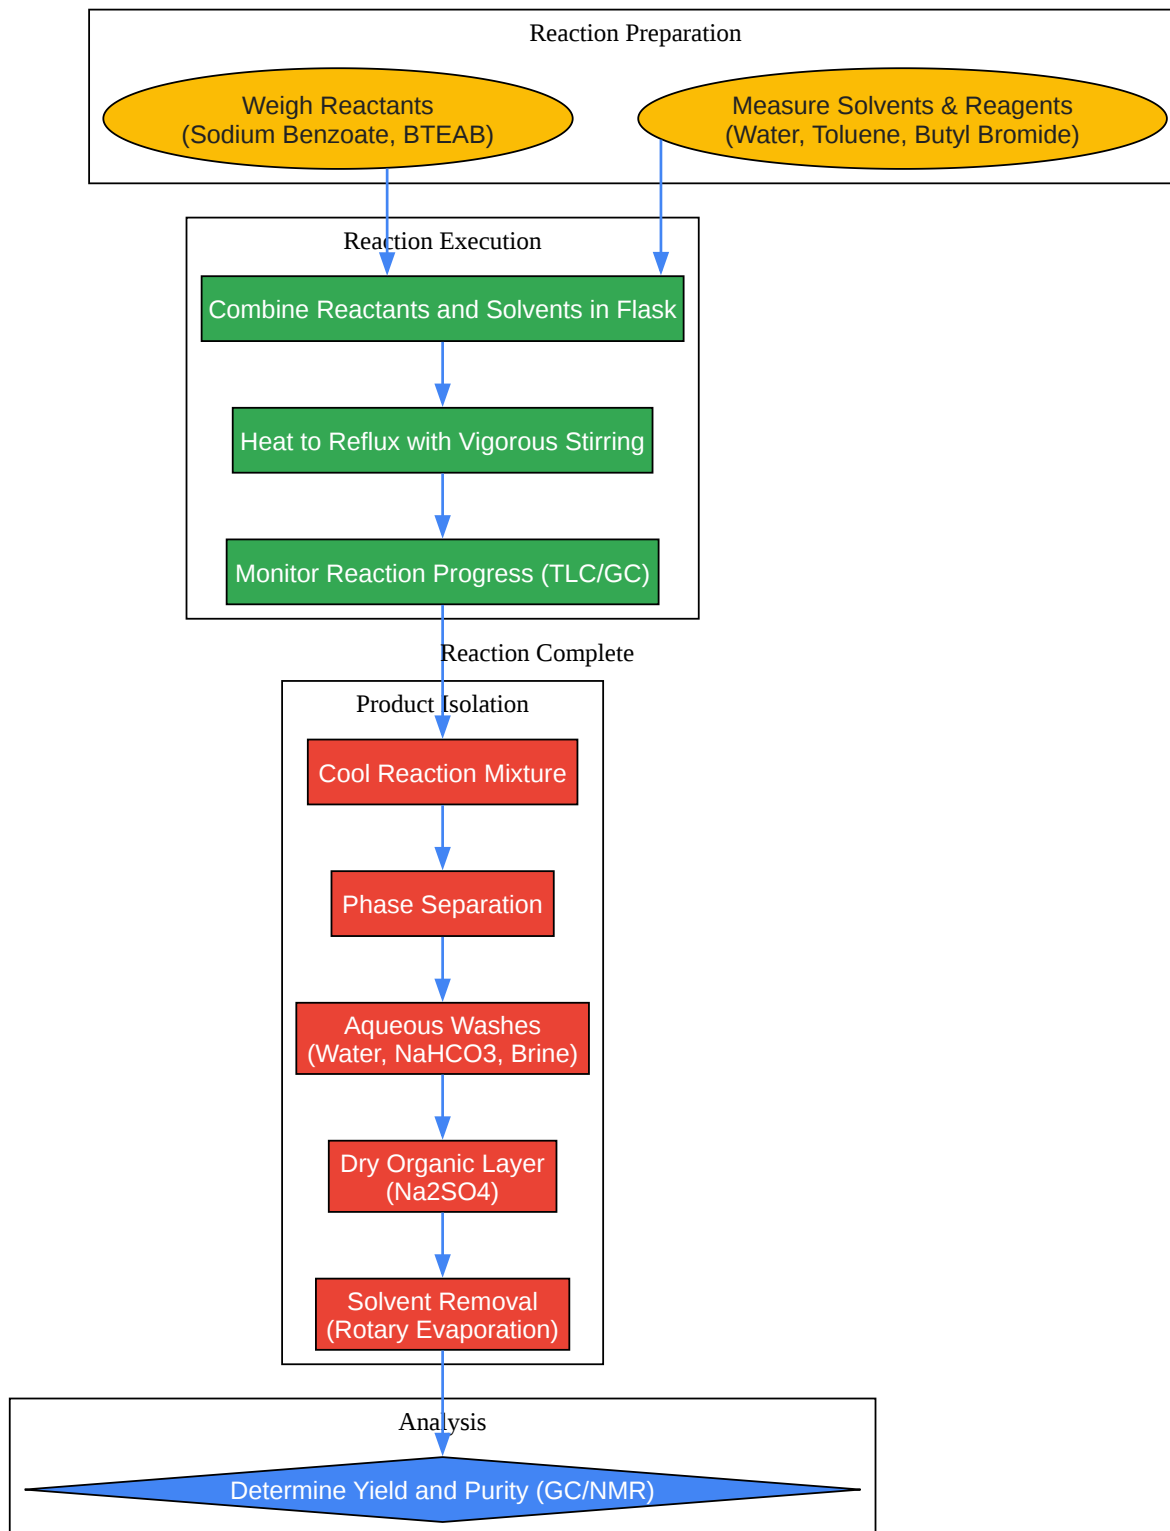 Reaction Preparation
Weigh Reactants
(Sodium Benzoate, BTEAB)
Measure Solvents & Reagents
(Water, Toluene, Butyl Bromide)
Reaction Execution
Combine Reactants and Solvents in Flask
Heat to Reflux with Vigorous Stirring
Monitor Reaction Progress (TLC/GC)
Reaction Complete
Product Isolation
Cool Reaction Mixture
Phase Separation
Aqueous Washes
(Water, NaHCO3, Brine)
Dry Organic Layer
(Na2SO4)
Solvent Removal
(Rotary Evaporation)
Analysis
Determine Yield and Purity (GC/NMR)